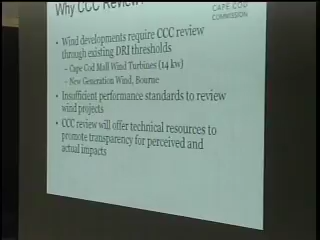 Why CCC Review
CAPE COD
COMMISSION
• Wind developments require CCC review
through existing DRI thresholds
– Cape Cod Mall Wind Turbines (14 kw)
– New Generation Wind, Bourne
• Insufficient performance standards to review
wind projects
• CCC review will offer technical resources to
promote transparency for perceived and
actual impacts